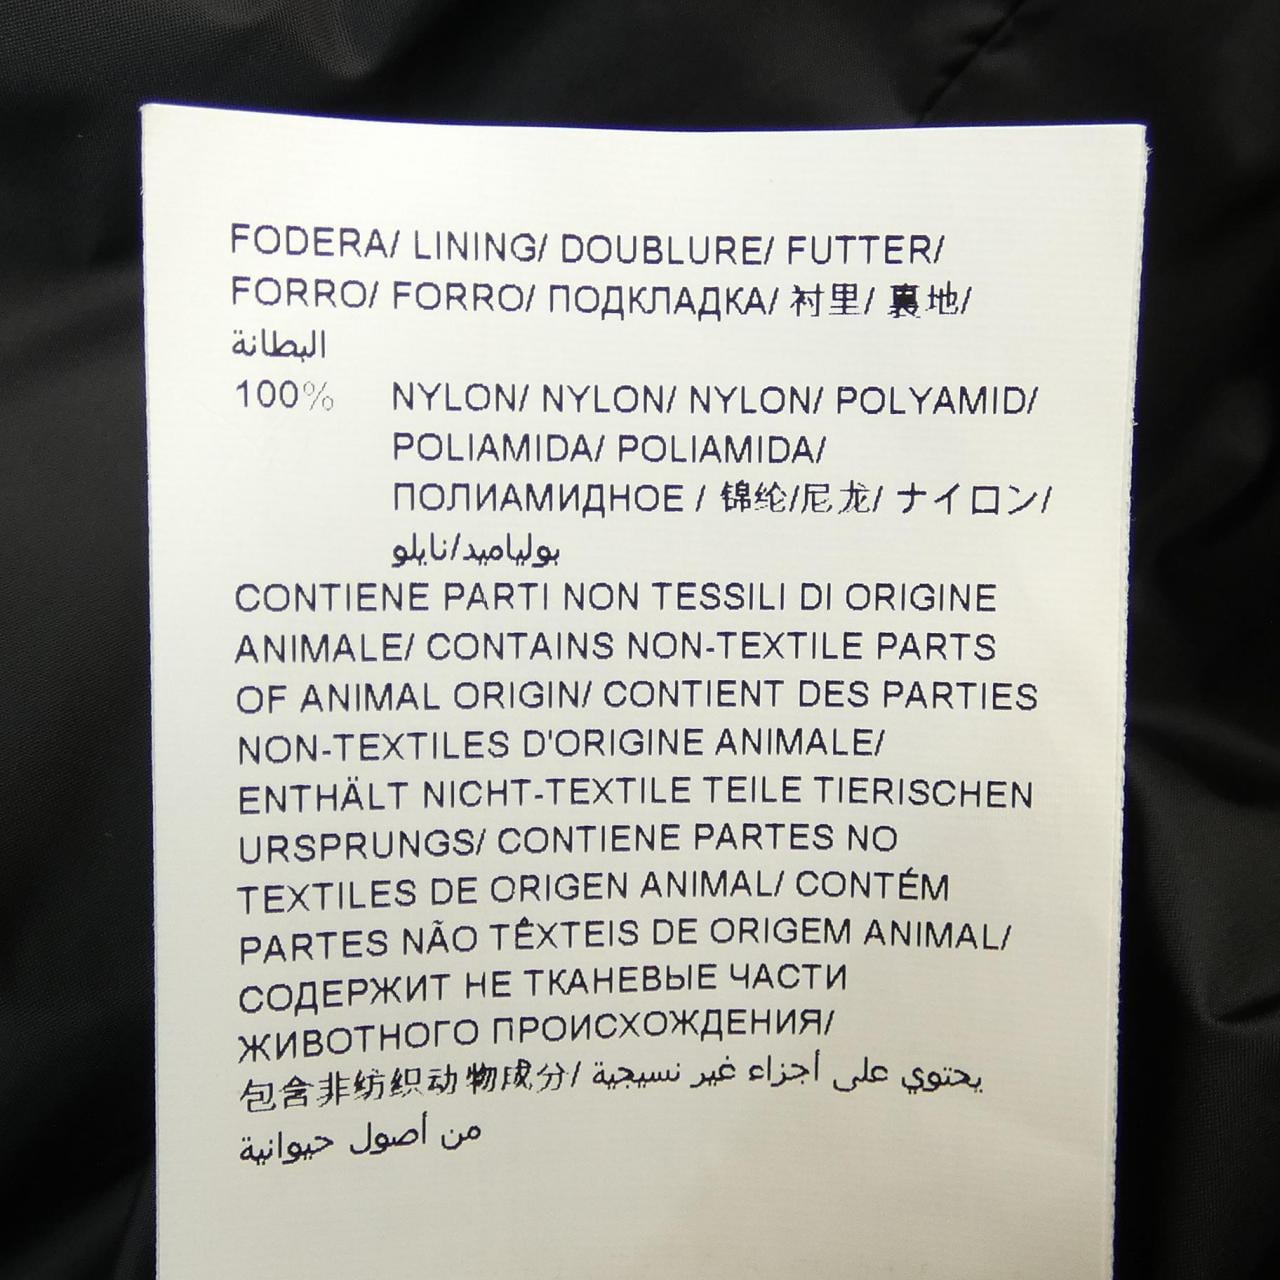 FODERA/ LINING/ DOUBLURE/ FUTTER/
FORRO/ FORRO/ ПОДКЛАДКА/ 衬里/ 裏地/
البطانة
100% NYLON/ NYLON/ NYLON/ POLYAMID/
POLIAMIDA/ POLIAMIDA/
ПОЛИАМИДНОЕ / 锦纶/尼龙/ ナイロン/
بولياميد/نايلو
CONTIENE PARTI NON TESSILI DI ORIGINE
ANIMALE/ CONTAINS NON-TEXTILE PARTS
OF ANIMAL ORIGIN/ CONTIENT DES PARTIES
NON-TEXTILES D'ORIGINE ANIMALE/
ENTHÄLT NICHT-TEXTILE TEILE TIERISCHEN
URSPRUNGS/ CONTIENE PARTES NO
TEXTILES DE ORIGEN ANIMAL/ CONTÉM
PARTES NÃO TÊXTEIS DE ORIGEM ANIMAL/
СОДЕРЖИТ НЕ ТКАНЕВЫЕ ЧАСТИ
ЖИВОТНОГО ПРОИСХОЖДЕНИЯ/
包含非纺织动物成分/ يحتوي على أجزاء غير نسيجية
من أصول حيوانية